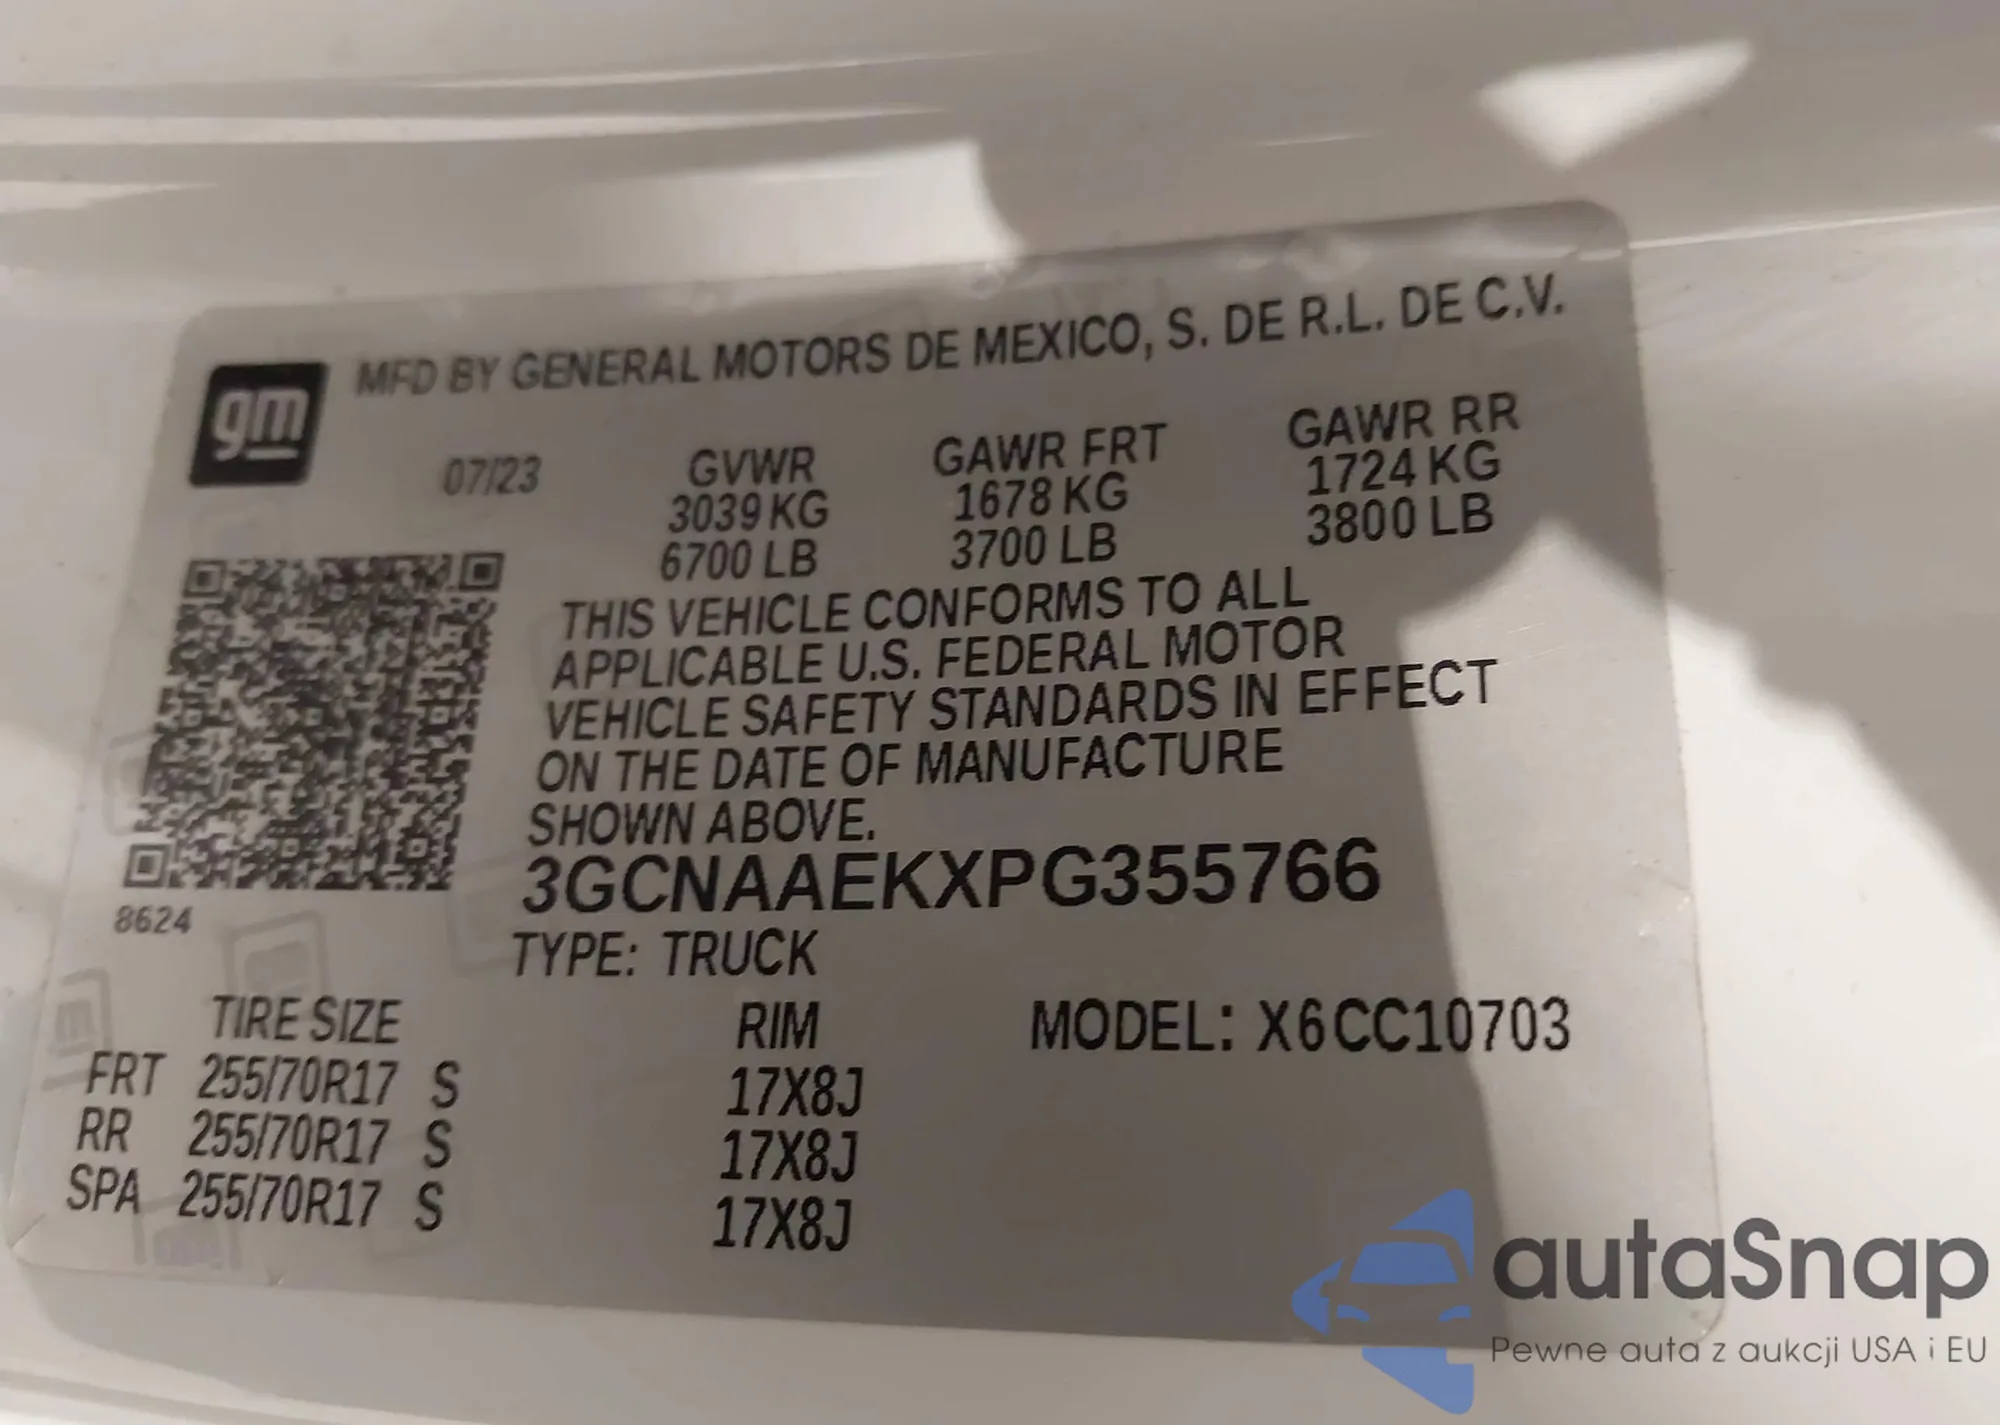 gm
MFD BY GENERAL MOTORS DE MEXICO, S. DE R.L. DE C.V.
07/23 GVWR GAWR FRT GAWR RR
3039 KG 1678 KG 1724 KG
6700 LB 3700 LB 3800 LB
THIS VEHICLE CONFORMS TO ALL
APPLICABLE U.S. FEDERAL MOTOR
VEHICLE SAFETY STANDARDS IN EFFECT
ON THE DATE OF MANUFACTURE
SHOWN ABOVE.
3GCNAAEKXPG355766
8624
TYPE: TRUCK
TIRE SIZE RIM MODEL: X6CC10703
FRT 255/70R17 S 17X8J
RR 255/70R17 S 17X8J
SPA 255/70R17 S 17X8J
autaSnap
Pewne auta z aukcji USA i EU